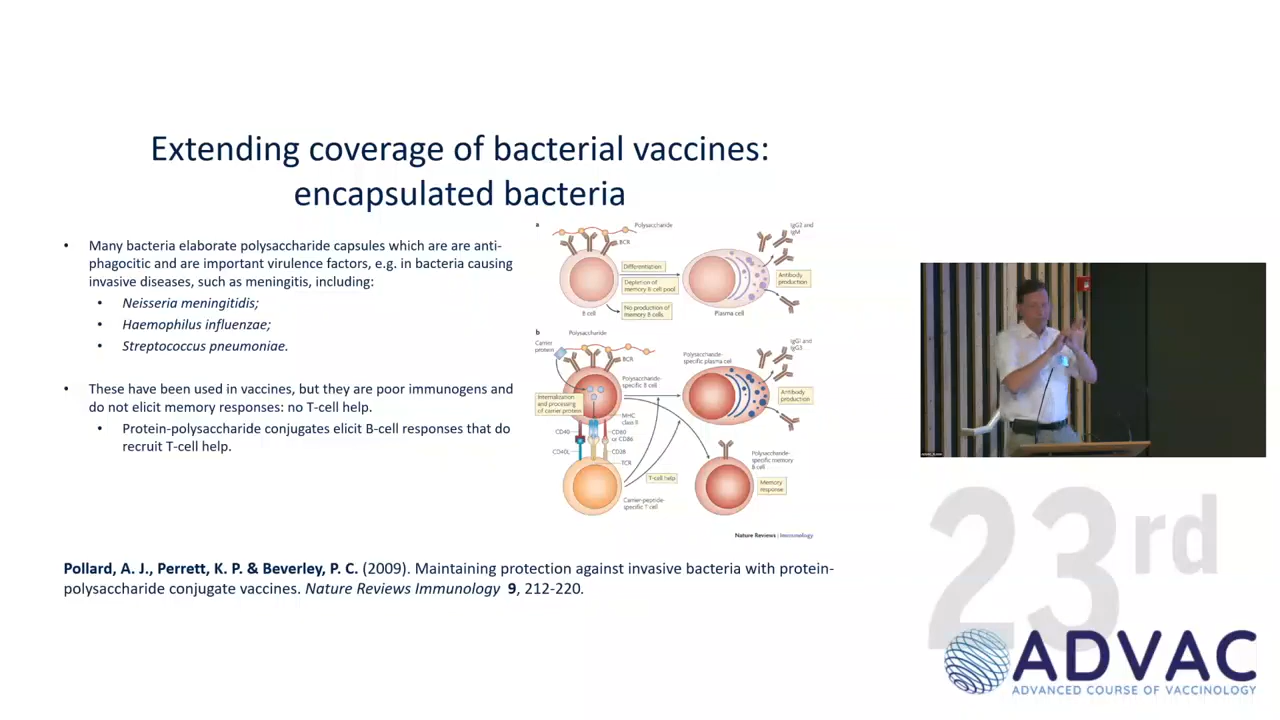 Extending coverage of bacterial vaccines:
encapsulated bacteria
• Many bacteria elaborate polysaccharide capsules which are are anti-
phagocitic and are important virulence factors, e.g. in bacteria causing
invasive diseases, such as meningitis, including:
• Neisseria meningitidis;
• Haemophilus influenzae;
• Streptococcus pneumoniae.
• These have been used in vaccines, but they are poor immunogens and
do not elicit memory responses: no T-cell help.
• Protein-polysaccharide conjugates elicit B-cell responses that do
recruit T-cell help.
a
Polysaccharide
BCR
IgG2 and
IgM
Differentiation
Depletion of
memory B cell pool
No production of
memory B cells
B cell
Plasma cell
Antibody
production
b
Polysaccharide
Carrier
protein
BCR
Polysaccharide-
specific B cell
Polysaccharide-
specific plasma cell
IgG1 and
IgG3
Internalization
and processing
of carrier protein
MHC
class II
CD40
CD80
or CD86
CD40L
CD28
TCR
Antibody
production
T-cell help
Carrier-peptide-
specific T cell
Polysaccharide-
specific memory
B cell
Memory
response
Nature Reviews | Immunology
Pollard, A. J., Perrett, K. P. & Beverley, P. C. (2009). Maintaining protection against invasive bacteria with protein-
polysaccharide conjugate vaccines. Nature Reviews Immunology 9, 212-220.
23rd
ADVAC
ADVANCED COURSE OF VACCINOLOGY